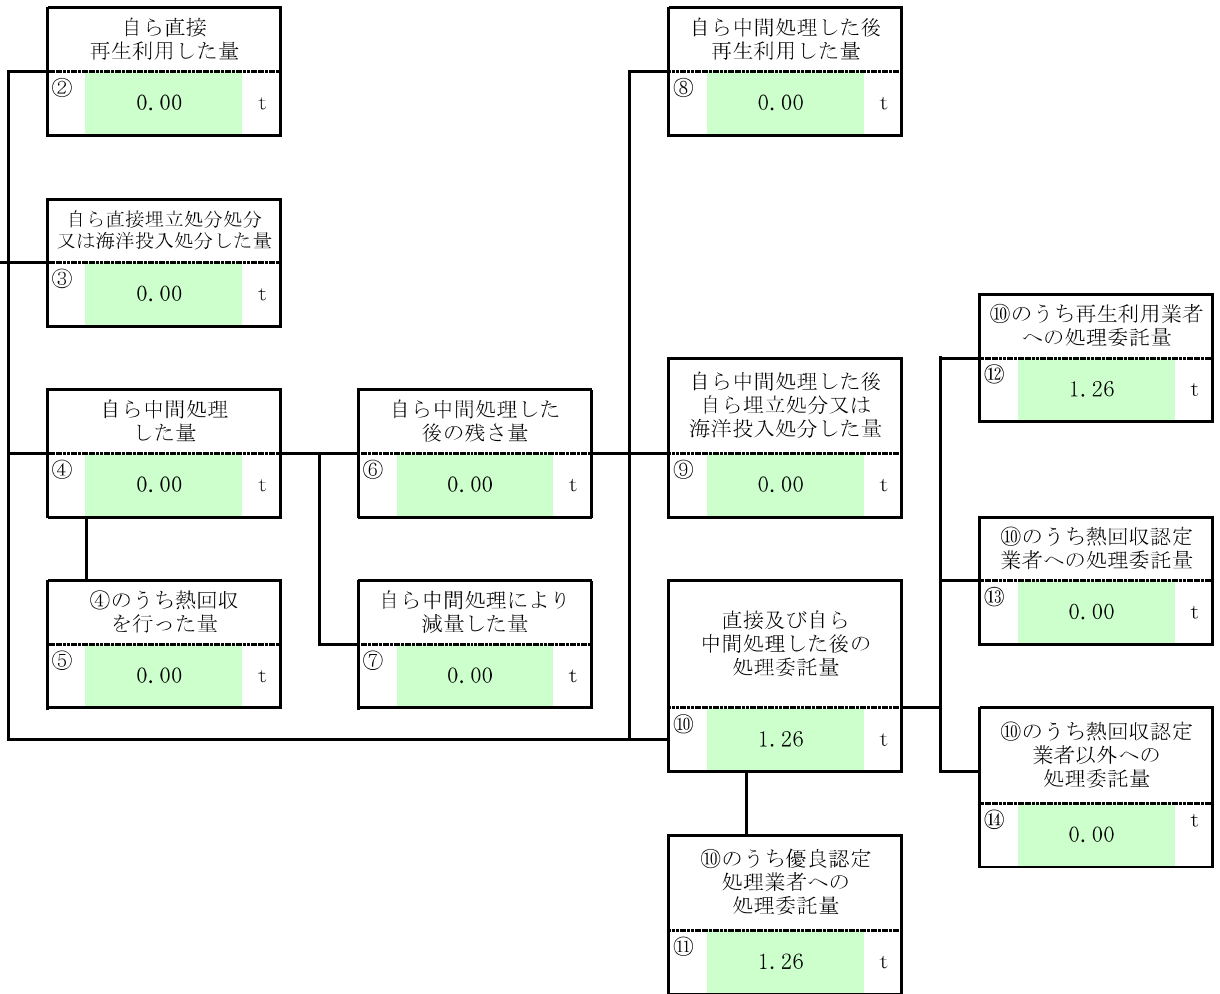 自ら直接
再生利用した量
②
0.00
t
自ら直接埋立処分処分
又は海洋投入処分した量
③
0.00
t
自ら中間処理
した量
④
0.00
t
④のうち熱回収
を行った量
⑤
0.00
t
自ら中間処理した
後の残さ量
⑥
0.00
t
自ら中間処理により
減量した量
⑦
0.00
t
自ら中間処理した後
再生利用した量
⑧
0.00
t
自ら中間処理した後
自ら埋立処分又は
海洋投入処分した量
⑨
0.00
t
直接及び自ら
中間処理した後の
処理委託量
⑩
1.26
t
⑩のうち優良認定
処理業者への
処理委託量
⑪
1.26
t
⑩のうち再生利用業者
への処理委託量
⑫
1.26
t
⑩のうち熱回収認定
業者への処理委託量
⑬
0.00
t
⑩のうち熱回収認定
業者以外への
処理委託量
⑭
0.00
t